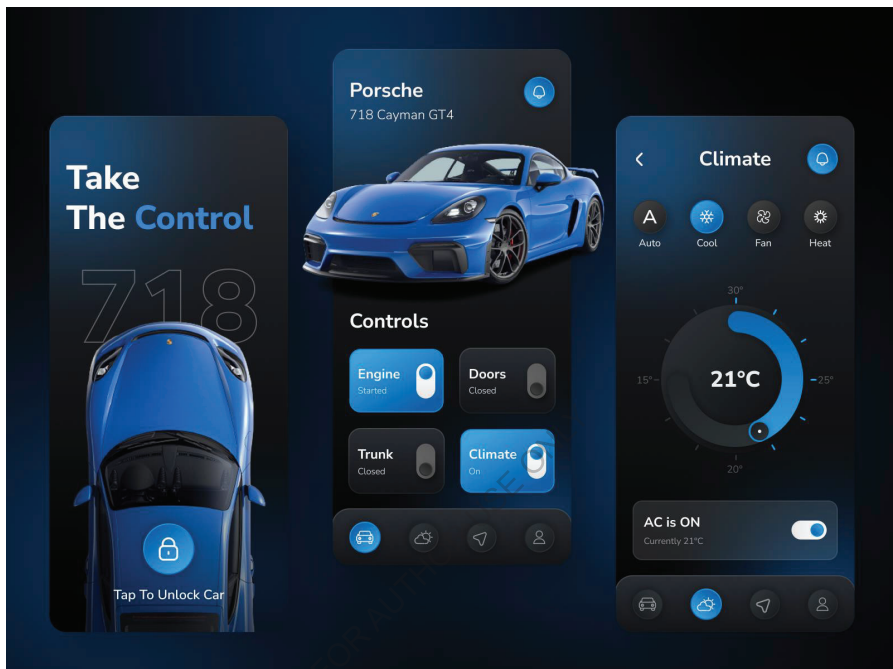 Take
The Control
718
Tap To Unlock Car
Porsche
718 Cayman GT4
Controls
Engine
Started
Doors
Closed
Trunk
Closed
Climate
On
Climate
A
Auto
Cool
Fan
Heat
30°
15°
21°C
25°
20°
AC is ON
Currently 21°C